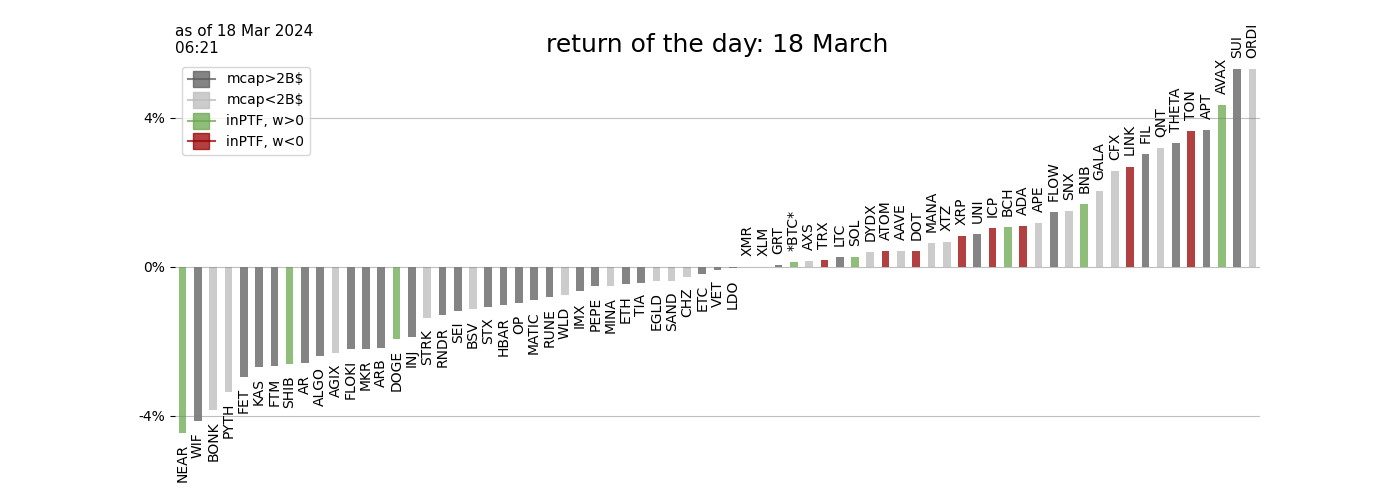 as of 18 Mar 2024
06:21
return of the day: 18 March
mcap>2B$
mcap<2B$
inPTF, w>0
inPTF, w<0
4%
0%
-4%
NEAR
WIF
BONK
PYTH
FET
KAS
FTM
SHIB
AR
ALGO
AGIX
FLOKI
MKR
ARB
DOGE
INJ
STRK
RNDR
SEI
BSV
STX
HBAR
OP
MATIC
RUNE
WLD
IMX
PEPE
MINA
ETH
TIA
EGLD
SAND
CHZ
ETC
VET
LDO
XMR
XLM
GRT
*BTC*
AXS
TRX
LTC
SOL
DYDX
ATOM
AAVE
DOT
MANA
XTZ
XRP
UNI
ICP
BCH
ADA
APE
FLOW
SNX
BNB
GALA
CFX
LINK
FIL
QNT
THETA
TON
APT
AVAX
SUI
ORDI